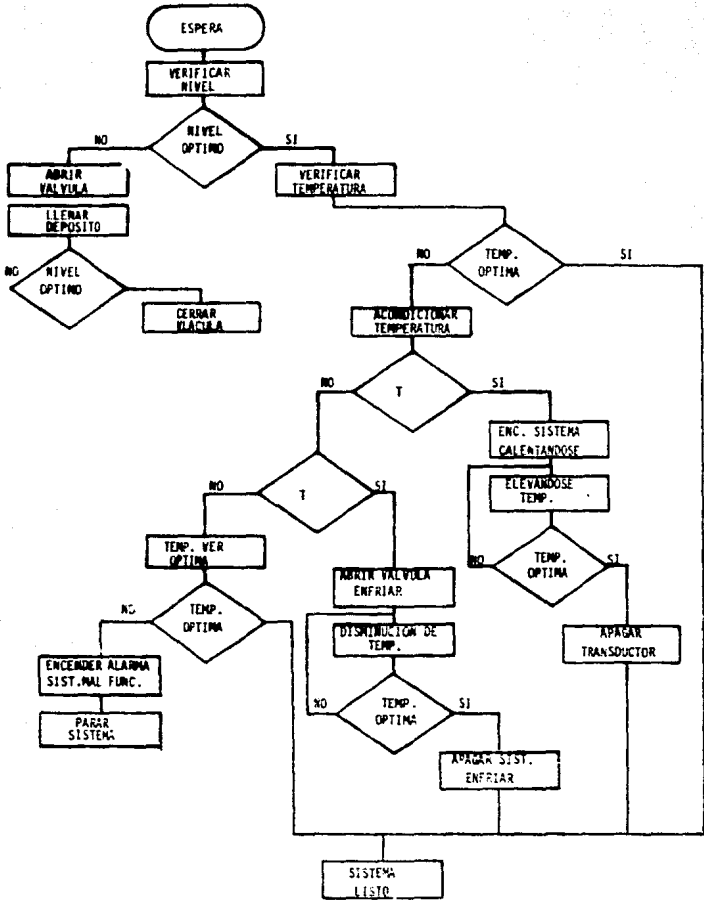 ESPERA
VERIFICAR
NIVEL
NIVEL
OPTIMO
NO
SI
ABRIR
VALVULA
VERIFICAR
TEMPERATURA
LLENAR
DEPOSITO
NO
NIVEL
OPTIMO
CERRAR
VLACULA
TEMP.
OPTIMA
NO
SI
ACONDICIONAR
TEMPERATURA
NO
T
SI
ENC. SISTEMA
CALENTANDOSE
NO
T
SI
ELEVANDOSE
TEMP.
TEMP. VER
OPTIMA
NO
TEMP.
OPTIMA
SI
ABRIR VALVULA
ENFRIAR
NO
TEMP.
OPTIMA
DISMINUCION DE
TEMP.
APAGAR
TRANSDUCTOR
ENCENDER ALARMA
SIST.MAL FUNC.
NO
TEMP.
OPTIMA
SI
PARAR
SISTEMA
APAGAR SIST.
ENFRIAR
SISTEMA
LISTO